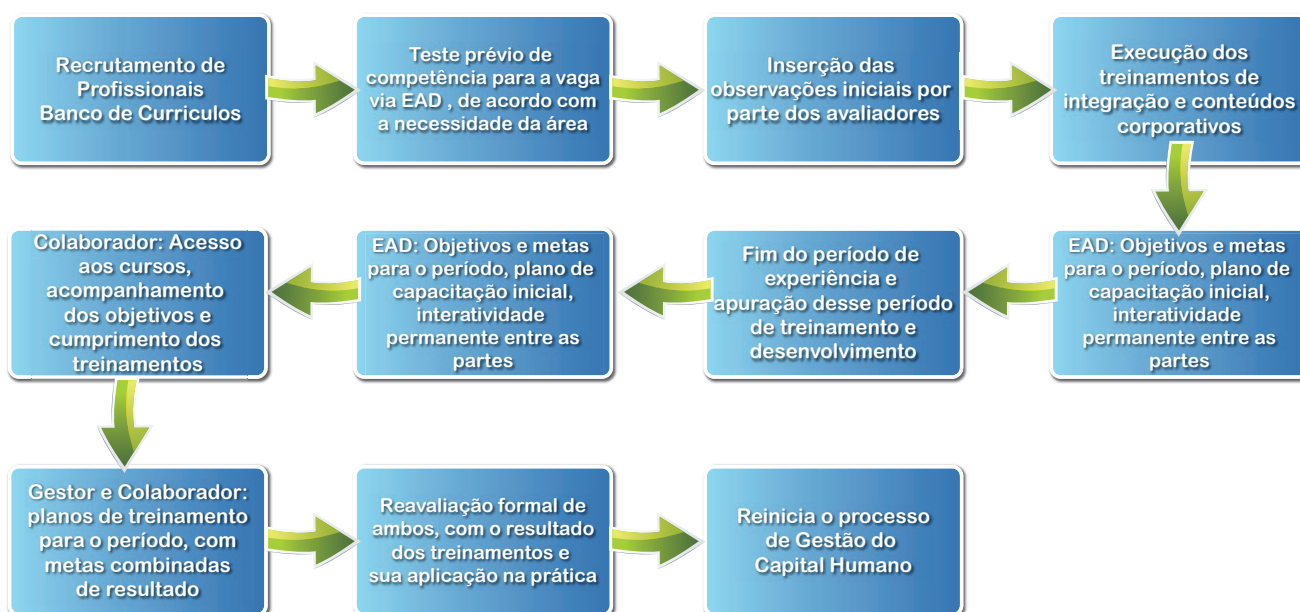 Recrutamento de
Profissionais
Banco de Curriculos
Teste prévio de
competência para a vaga
via EAD , de acordo com
a necessidade da área
Inserção das
observações iniciais por
parte dos avaliadores
Execução dos
treinamentos de
integração e conteúdos
corporativos
EAD: Objetivos e metas
para o período, plano de
capacitação inicial,
interatividade
permanente entre as
partes
Fim do período de
experiência e
apuração desse período
de treinamento e
desenvolvimento
EAD: Objetivos e metas
para o período, plano de
capacitação inicial,
interatividade
permanente entre as
partes
Colaborador: Acesso
aos cursos,
acompanhamento
dos objetivos e
cumprimento dos
treinamentos
Gestor e Colaborador:
planos de treinamento
para o período, com
metas combinadas
de resultado
Reavaliação formal de
ambos, com o resultado
dos treinamentos e
sua aplicação na prática
Reinicia o processo
de Gestão do
Capital Humano